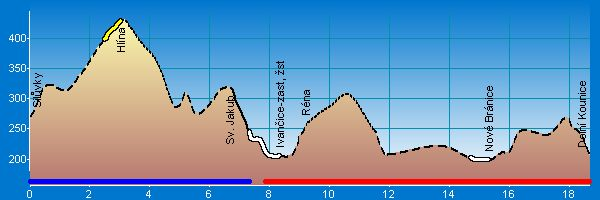 400
350
300
250
200
Silůvky
Hlína
Sv. Jakub
Ivančice-zast, žst
Réna
Nové Bránice
Dolní Kounice
0 2 4 6 8 10 12 14 16 18